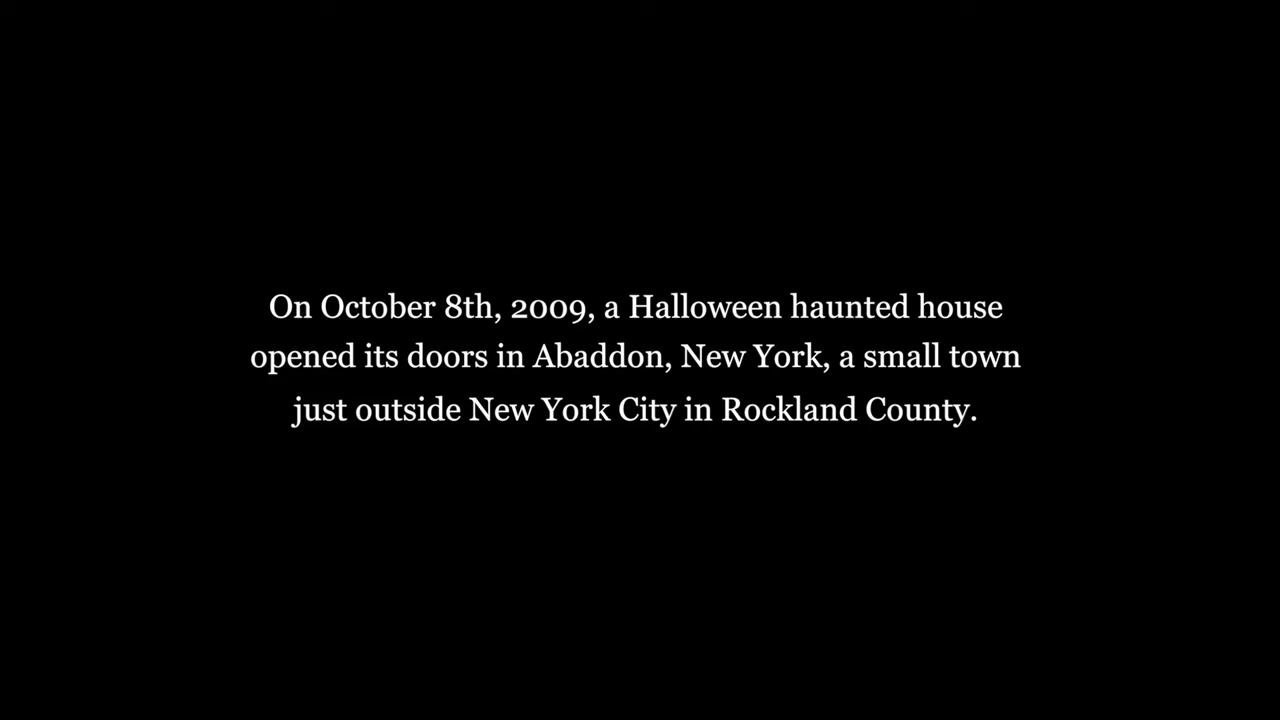 On October 8th, 2009, a Halloween haunted house
opened its doors in Abaddon, New York, a small town
just outside New York City in Rockland County.